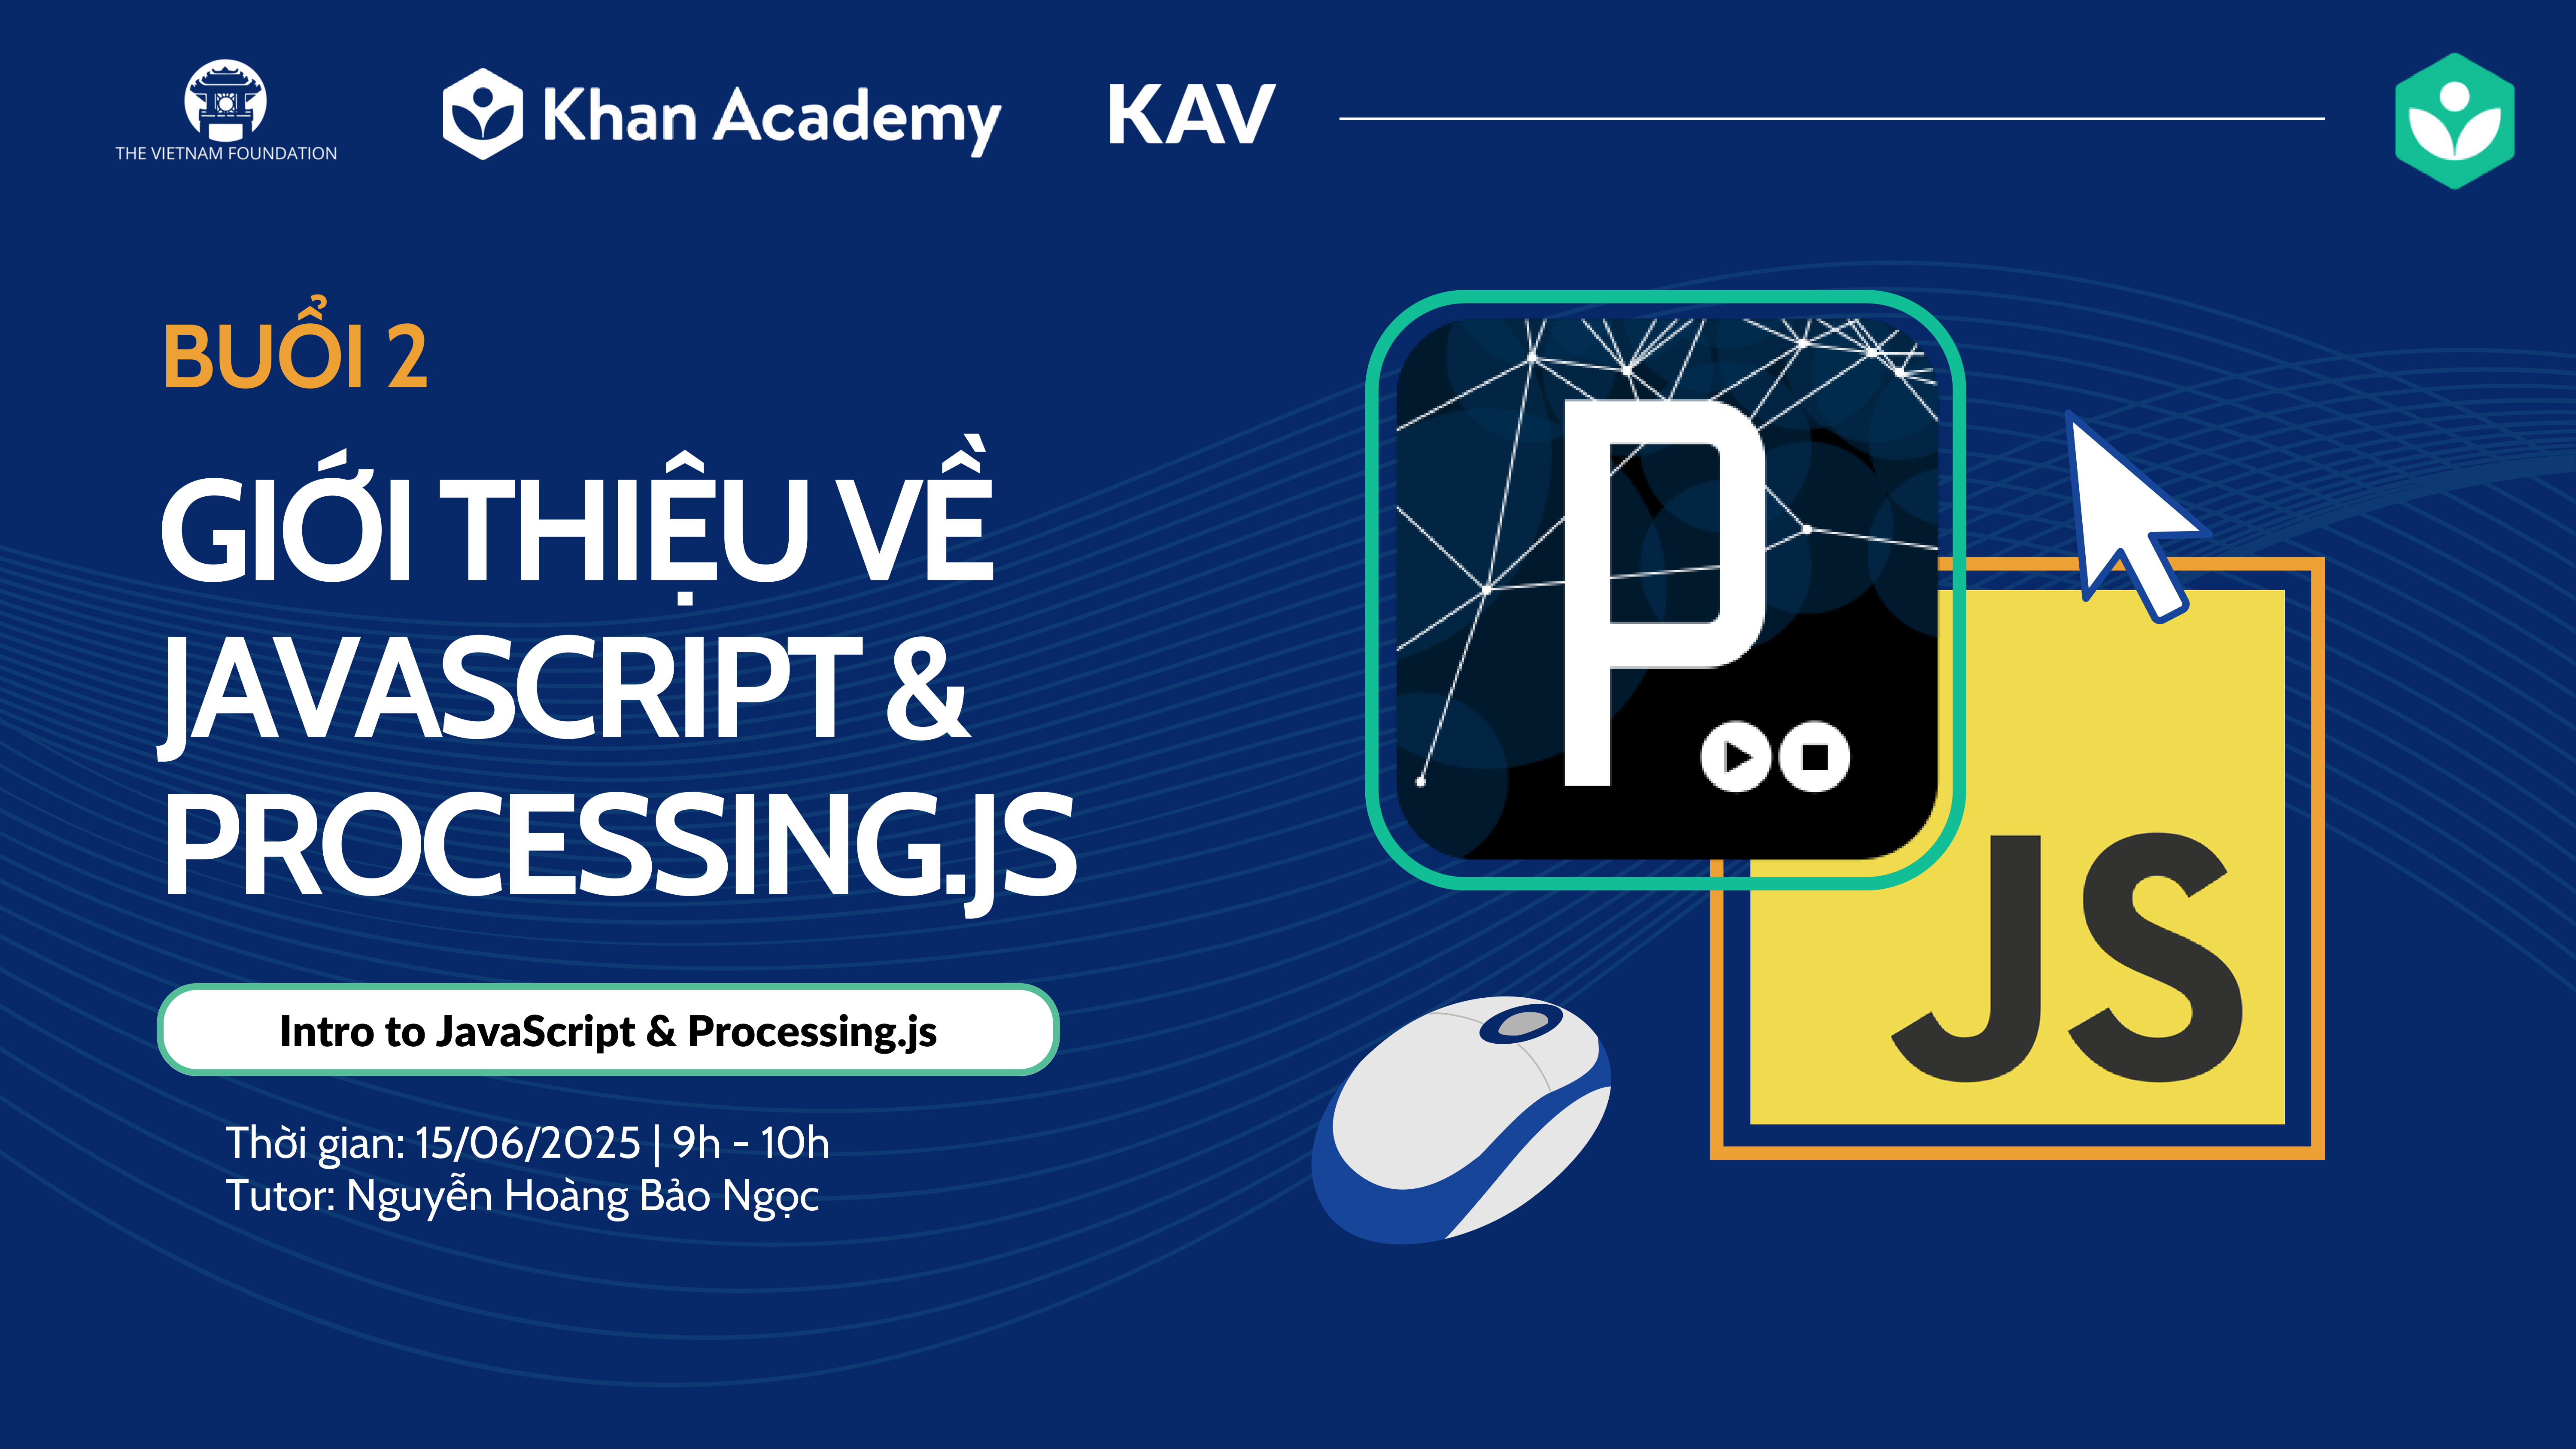 THE VIETNAM FOUNDATION
Khan Academy
KAV
BUỔI 2
GIỚI THIỆU VỀ
JAVASCRIPT &
PROCESSING.JS
Intro to JavaScript & Processing.js
Thời gian: 15/06/2025 | 9h - 10h
Tutor: Nguyễn Hoàng Bảo Ngọc
P
JS